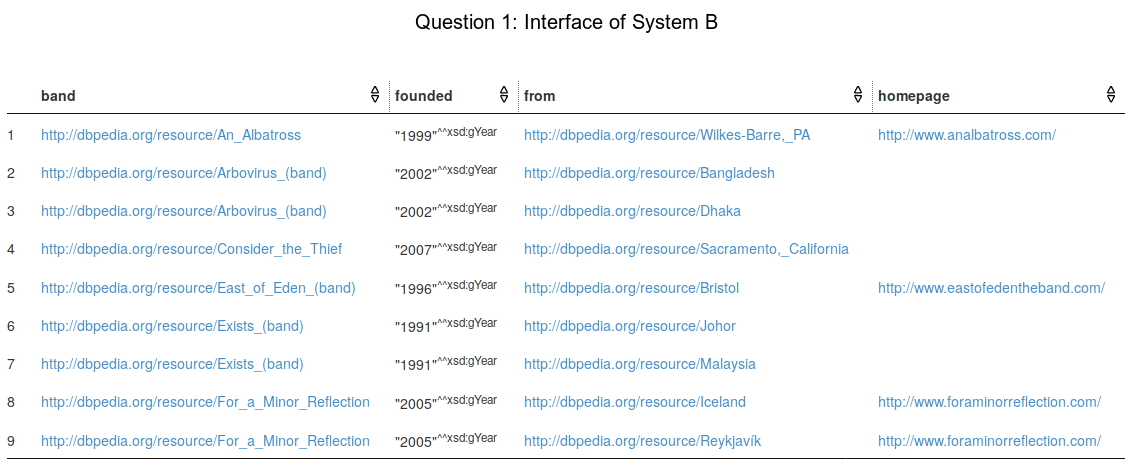 Question 1: Interface of System B
band founded from homepage
1 http://dbpedia.org/resource/An_Albatross "1999"^^xsd:gYear http://dbpedia.org/resource/Wilkes-Barre,_PA http://www.analbatross.com/
2 http://dbpedia.org/resource/Arbovirus_(band) "2002"^^xsd:gYear http://dbpedia.org/resource/Bangladesh
3 http://dbpedia.org/resource/Arbovirus_(band) "2002"^^xsd:gYear http://dbpedia.org/resource/Dhaka
4 http://dbpedia.org/resource/Consider_the_Thief "2007"^^xsd:gYear http://dbpedia.org/resource/Sacramento,_California
5 http://dbpedia.org/resource/East_of_Eden_(band) "1996"^^xsd:gYear http://dbpedia.org/resource/Bristol http://www.eastofedentheband.com/
6 http://dbpedia.org/resource/Exists_(band) "1991"^^xsd:gYear http://dbpedia.org/resource/Johor
7 http://dbpedia.org/resource/Exists_(band) "1991"^^xsd:gYear http://dbpedia.org/resource/Malaysia
8 http://dbpedia.org/resource/For_a_Minor_Reflection "2005"^^xsd:gYear http://dbpedia.org/resource/Iceland http://www.foraminorreflection.com/
9 http://dbpedia.org/resource/For_a_Minor_Reflection "2005"^^xsd:gYear http://dbpedia.org/resource/Reykjavík http://www.foraminorreflection.com/